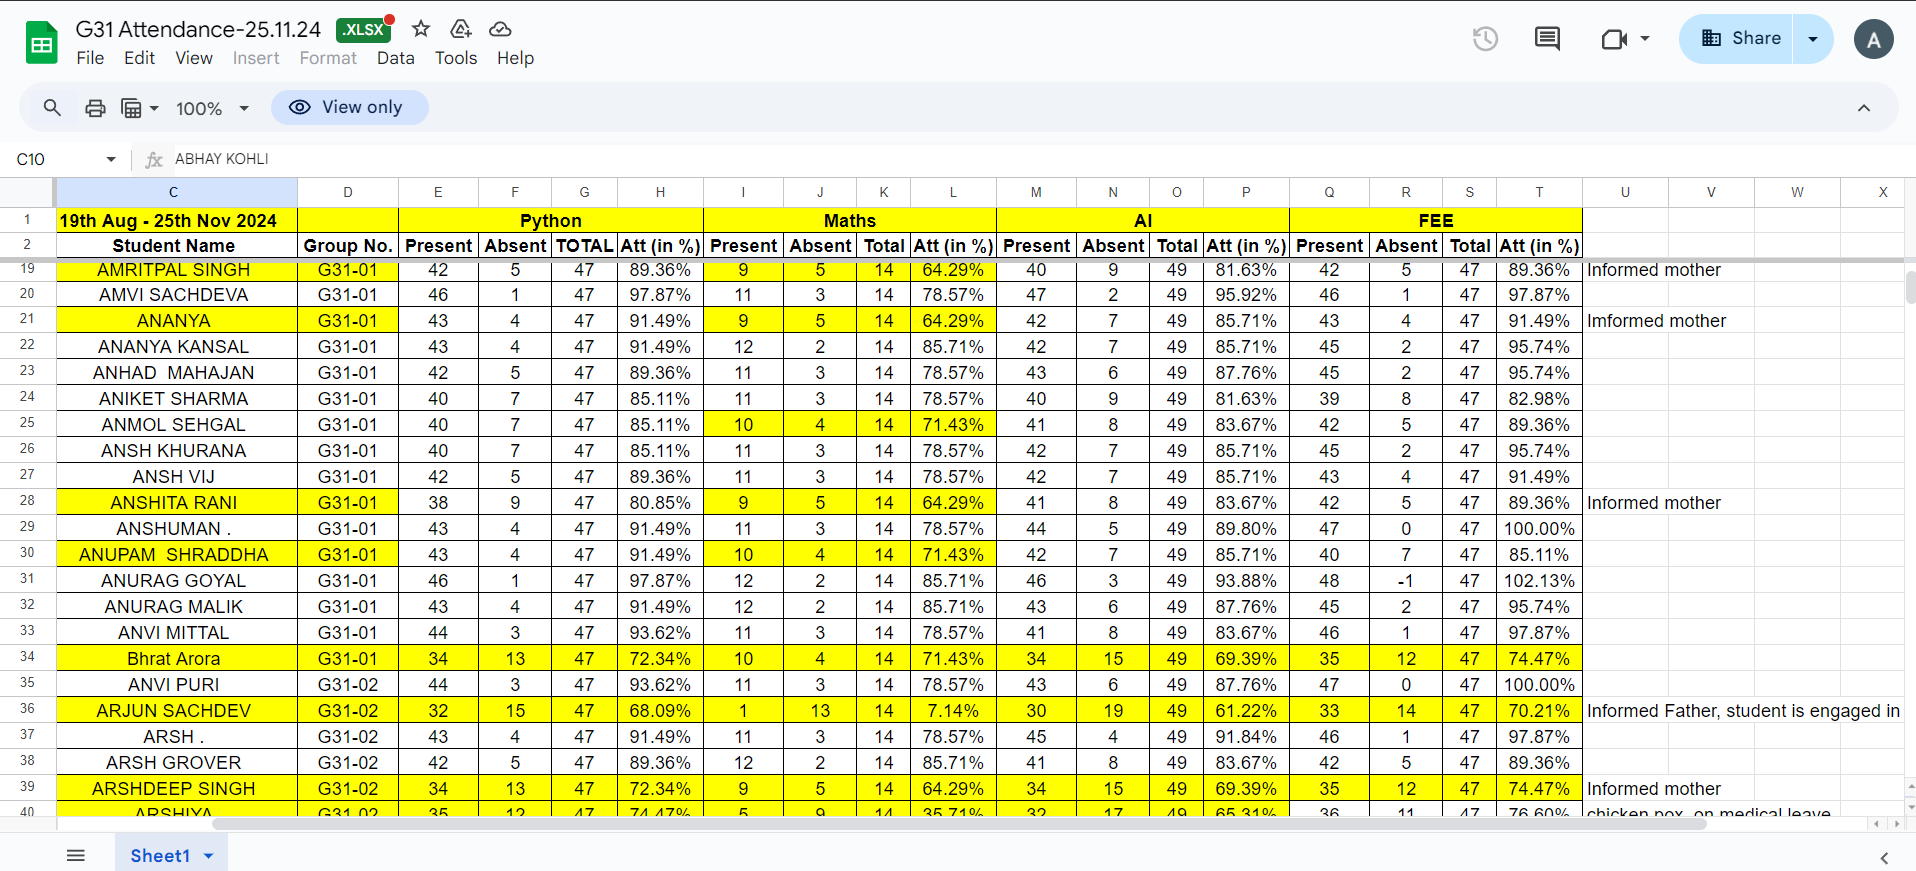 G31 Attendance-25.11.24 .XLSX
File Edit View Insert Format Data Tools Help
Share
A
100% View only
C10 fx ABHAY KOHLI
C D E F G H I J K L M N O P Q R S T U V W X
1 19th Aug - 25th Nov 2024 Python Maths AI FEE
2 Student Name Group No. Present Absent TOTAL Att (in %) Present Absent Total Att (in %) Present Absent Total Att (in %) Present Absent Total Att (in %)
19 AMRITPAL SINGH G31-01 42 5 47 89.36% 9 5 14 64.29% 40 9 49 81.63% 42 5 47 89.36% Informed mother
20 AMVI SACHDEVA G31-01 46 1 47 97.87% 11 3 14 78.57% 47 2 49 95.92% 46 1 47 97.87%
21 ANANYA G31-01 43 4 47 91.49% 9 5 14 64.29% 42 7 49 85.71% 43 4 47 91.49% Imformed mother
22 ANANYA KANSAL G31-01 43 4 47 91.49% 12 2 14 85.71% 42 7 49 85.71% 45 2 47 95.74%
23 ANHAD MAHAJAN G31-01 42 5 47 89.36% 11 3 14 78.57% 43 6 49 87.76% 45 2 47 95.74%
24 ANIKET SHARMA G31-01 40 7 47 85.11% 11 3 14 78.57% 40 9 49 81.63% 39 8 47 82.98%
25 ANMOL SEHGAL G31-01 40 7 47 85.11% 10 4 14 71.43% 41 8 49 83.67% 42 5 47 89.36%
26 ANSH KHURANA G31-01 40 7 47 85.11% 11 3 14 78.57% 42 7 49 85.71% 45 2 47 95.74%
27 ANSH VIJ G31-01 42 5 47 89.36% 11 3 14 78.57% 42 7 49 85.71% 43 4 47 91.49%
28 ANSHITA RANI G31-01 38 9 47 80.85% 9 5 14 64.29% 41 8 49 83.67% 42 5 47 89.36% Informed mother
29 ANSHUMAN . G31-01 43 4 47 91.49% 11 3 14 78.57% 44 5 49 89.80% 47 0 47 100.00%
30 ANUPAM SHRADDHA G31-01 43 4 47 91.49% 10 4 14 71.43% 42 7 49 85.71% 40 7 47 85.11%
31 ANURAG GOYAL G31-01 46 1 47 97.87% 12 2 14 85.71% 46 3 49 93.88% 48 -1 47 102.13%
32 ANURAG MALIK G31-01 43 4 47 91.49% 12 2 14 85.71% 43 6 49 87.76% 45 2 47 95.74%
33 ANVI MITTAL G31-01 44 3 47 93.62% 11 3 14 78.57% 41 8 49 83.67% 46 1 47 97.87%
34 Bhrat Arora G31-01 34 13 47 72.34% 10 4 14 71.43% 34 15 49 69.39% 35 12 47 74.47%
35 ANVI PURI G31-02 44 3 47 93.62% 11 3 14 78.57% 43 6 49 87.76% 47 0 47 100.00%
36 ARJUN SACHDEV G31-02 32 15 47 68.09% 1 13 14 7.14% 30 19 49 61.22% 33 14 47 70.21% Informed Father, student is engaged in
37 ARSH . G31-02 43 4 47 91.49% 11 3 14 78.57% 45 4 49 91.84% 46 1 47 97.87%
38 ARSH GROVER G31-02 42 5 47 89.36% 12 2 14 85.71% 41 8 49 83.67% 42 5 47 89.36%
39 ARSHDEEP SINGH G31-02 34 13 47 72.34% 9 5 14 64.29% 34 15 49 69.39% 35 12 47 74.47% Informed mother
40 ARSHIYA G31-02 35 12 47 74.47% 5 9 14 35.71% 32 17 49 65.31% 36 11 47 76.60% chicken pox, on medical leave
Sheet1